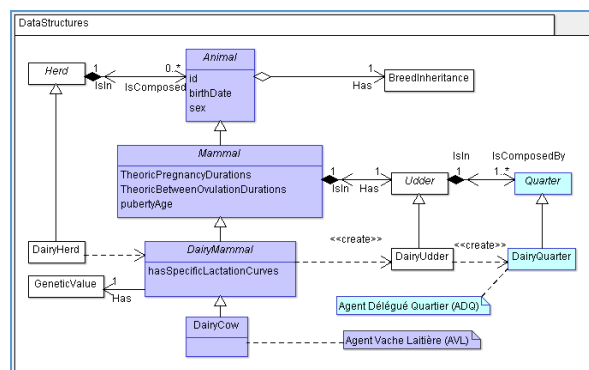 DataStructures
Herd
1
IsIn
0..*
IsComposed
Animal
id
birthDate
sex
1
Has
BreedInheritance
Mammal
TheoricPregnancyDurations
TheoricBetweenOvulationDurations
pubertyAge
1
IsIn
1
Has
Udder
1
IsIn
IsComposedBy
1..*
Quarter
DairyHerd
DairyMammal
hasSpecificLactationCurves
<<create>>
DairyUdder
<<create>>
DairyQuarter
GeneticValue
1
Has
Agent Délégué Quartier (ADQ)
DairyCow
Agent Vache Laitière (AVL)